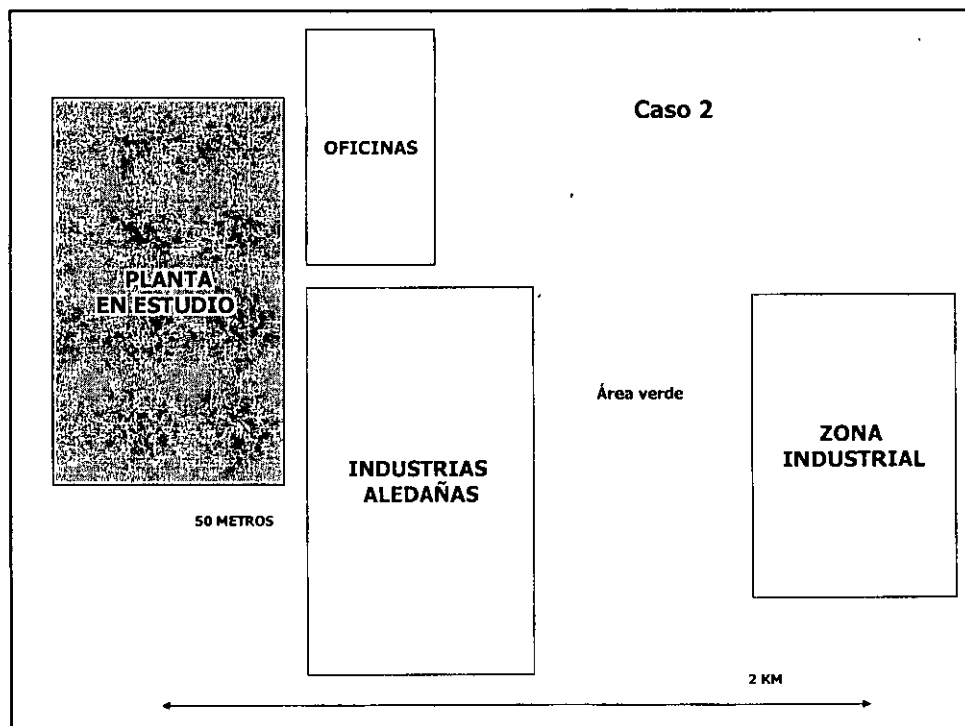 Caso 2
OFICINAS
PLANTA
EN ESTUDIO
Área verde
ZONA
INDUSTRIAL
INDUSTRIAS
ALEDAÑAS
50 METROS
2 KM